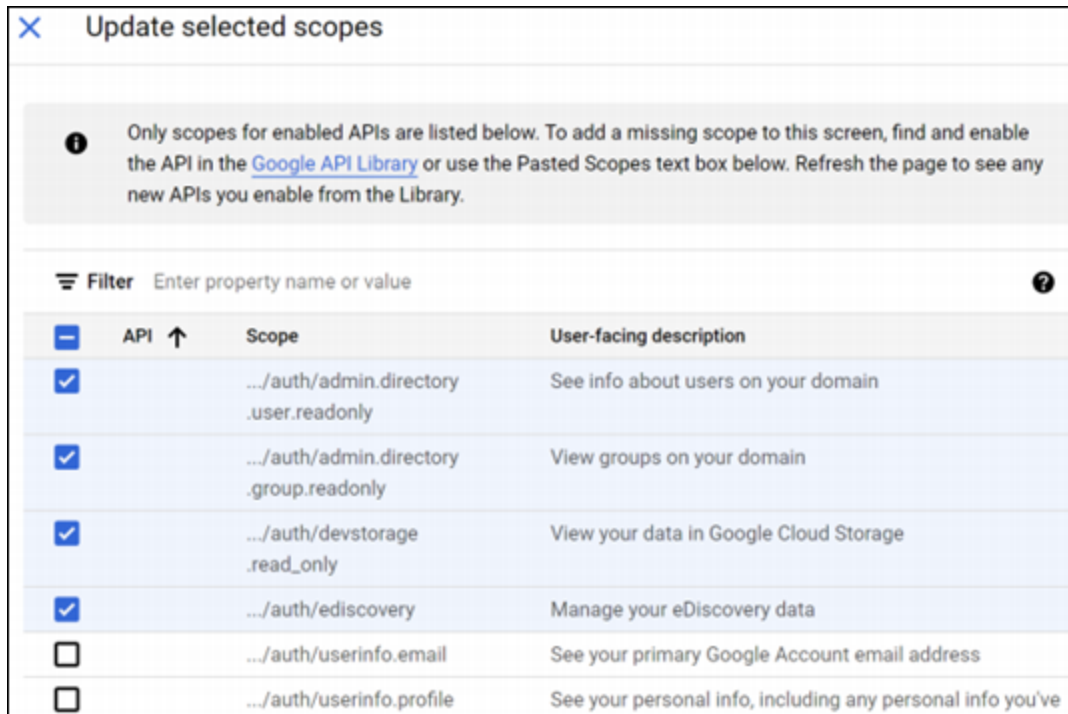 Update selected scopes
Only scopes for enabled APIs are listed below. To add a missing scope to this screen, find and enable
the API in the Google API Library or use the Pasted Scopes text box below. Refresh the page to see any
new APIs you enable from the Library.
Filter Enter property name or value
API Scope User-facing description
.../auth/admin.directory See info about users on your domain
.user.readonly
.../auth/admin.directory View groups on your domain
.group.readonly
.../auth/devstorage View your data in Google Cloud Storage
.read_only
.../auth/ediscovery Manage your eDiscovery data
.../auth/userinfo.email See your primary Google Account email address
.../auth/userinfo.profile See your personal info, including any personal info you've